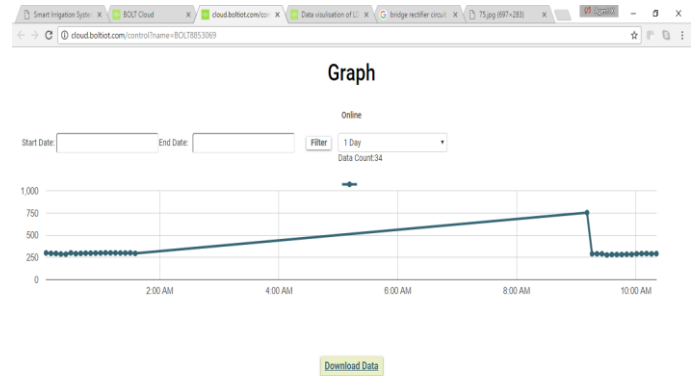 Smart Irrigation System
BOLT Cloud
cloud.boltiot.com/con
Data visulisation of L
bridge rectifier circuit
75.jpg (697×283)
cloud.boltiot.com/control?name=BOLT8853069
Graph
Online
Start Date:
End Date:
Filter
1 Day
Data Count:34
1,000
750
500
250
0
2:00 AM
4:00 AM
6:00 AM
8:00 AM
10:00 AM
Download Data